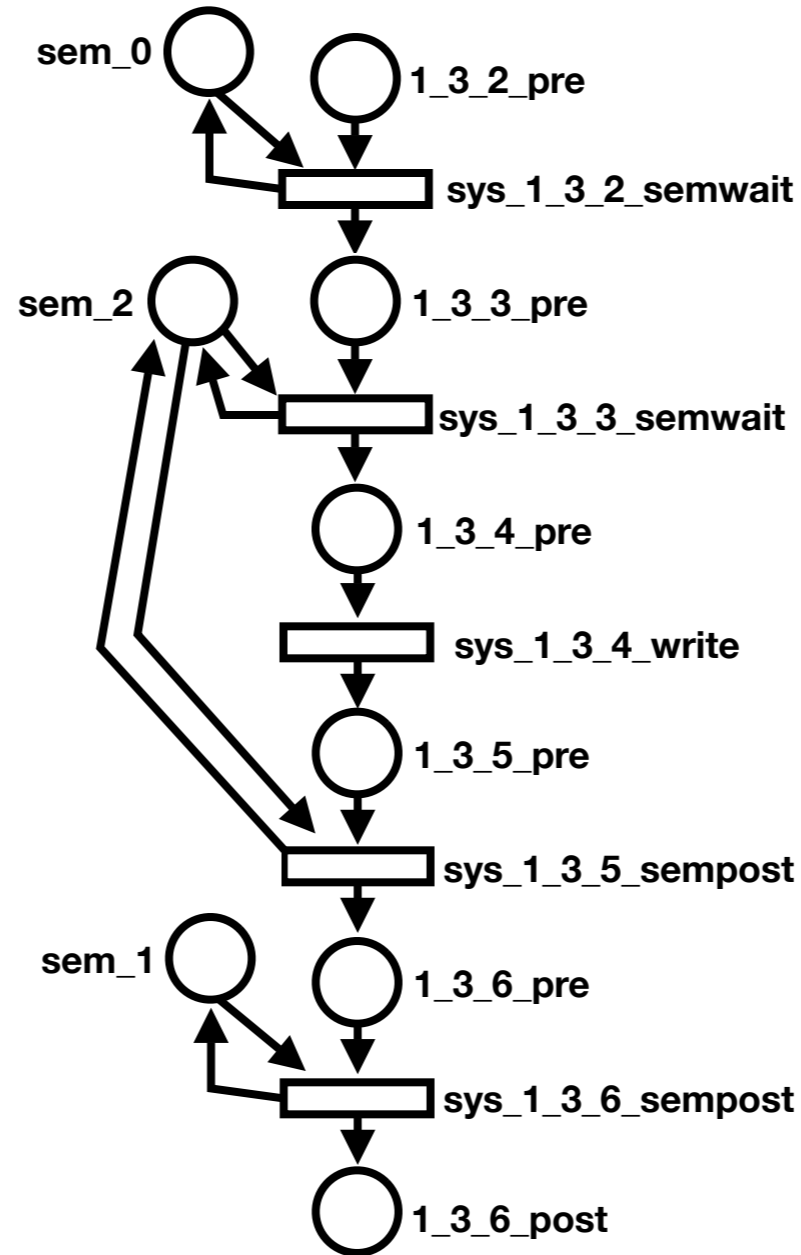 sem_0
1_3_2_pre
sys_1_3_2_semwait
sem_2
1_3_3_pre
sys_1_3_3_semwait
1_3_4_pre
sys_1_3_4_write
1_3_5_pre
sys_1_3_5_sempost
sem_1
1_3_6_pre
sys_1_3_6_sempost
1_3_6_post